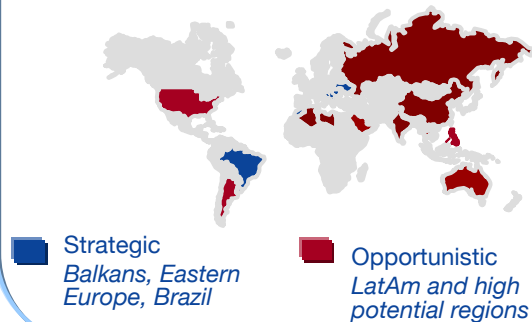 Strategic
Balkans, Eastern
Europe, Brazil
Opportunistic
LatAm and high
potential regions